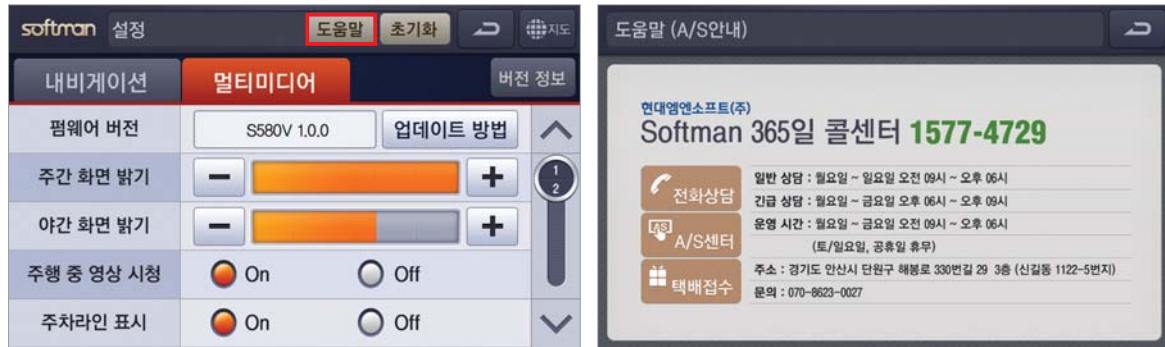 softman 설정 도움말 초기화 지도
내비게이션 멀티미디어 버전 정보
펌웨어 버전 S580V 1.0.0 업데이트 방법
주간 화면 밝기 − +
야간 화면 밝기 − +
주행 중 영상 시청 On Off
주차라인 표시 On Off
1
2
도움말 (A/S안내)
현대엠엔소프트(주)
Softman 365일 콜센터 1577-4729
전화상담
일반 상담 : 월요일 ~ 일요일 오전 09시 ~ 오후 06시
긴급 상담 : 월요일 ~ 금요일 오후 06시 ~ 오후 09시
AS
A/S센터
운영 시간 : 월요일 ~ 금요일 오전 09시 ~ 오후 06시
(토/일요일, 공휴일 휴무)
택배접수
주소 : 경기도 안산시 단원구 해봉로 330번길 29 3층 (신길동 1122-5번지)
문의 : 070-8623-0027